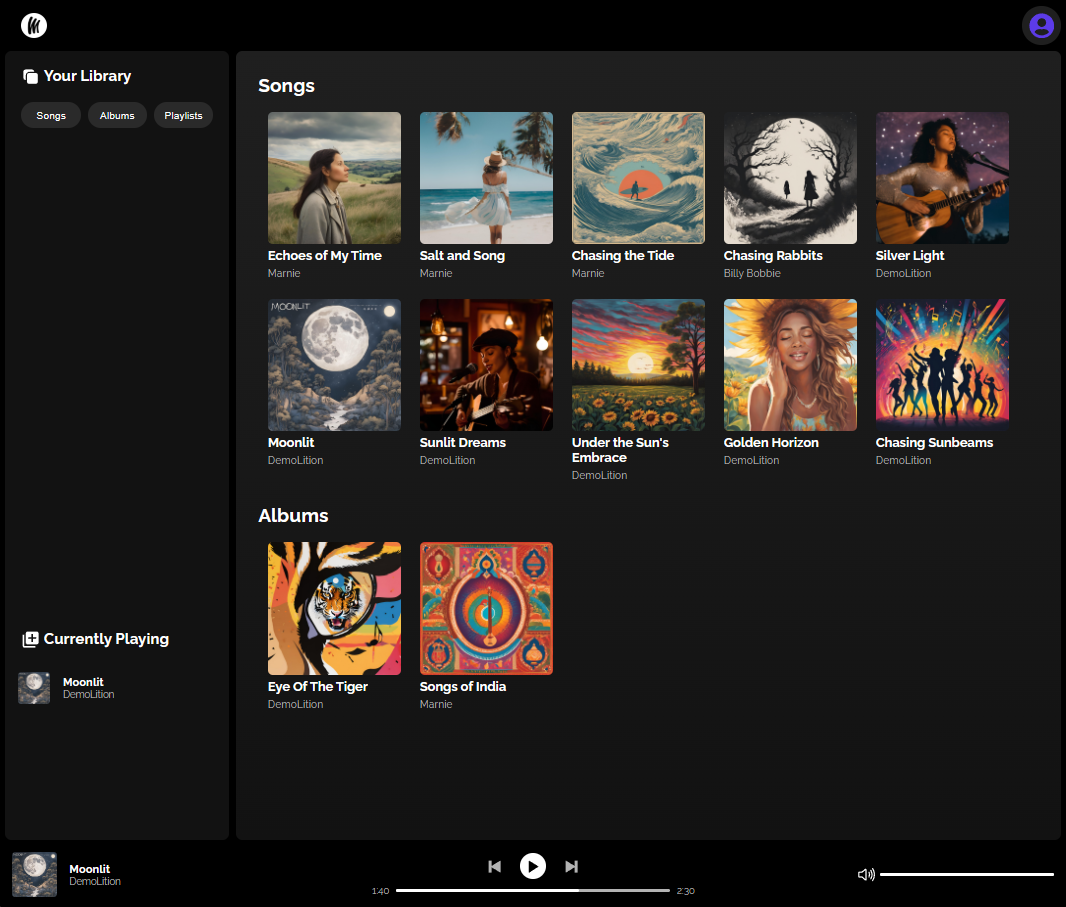 Your Library
Songs Albums Playlists
Songs
Echoes of My Time
Marnie
Salt and Song
Marnie
Chasing the Tide
Marnie
Chasing Rabbits
Billy Bobbie
Silver Light
DemoLition
MOONLIT
Moonlit
DemoLition
Sunlit Dreams
DemoLition
Under the Sun's
Embrace
DemoLition
Golden Horizon
DemoLition
Chasing Sunbeams
DemoLition
Albums
Eye Of The Tiger
DemoLition
Songs of India
Marnie
Currently Playing
Moonlit
DemoLition
Moonlit
DemoLition
1:40
2:30